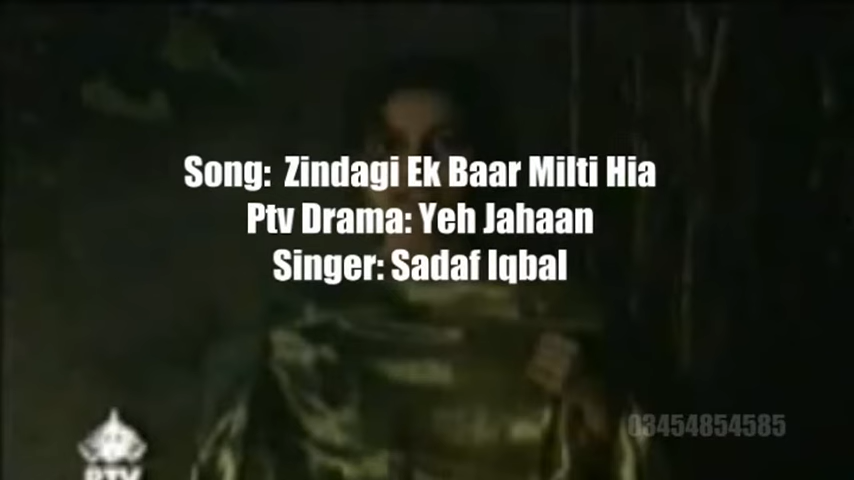 Song: Zindagi Ek Baar Milti Hia
Ptv Drama: Yeh Jahaan
Singer: Sadaf Iqbal
03454854585
PTV